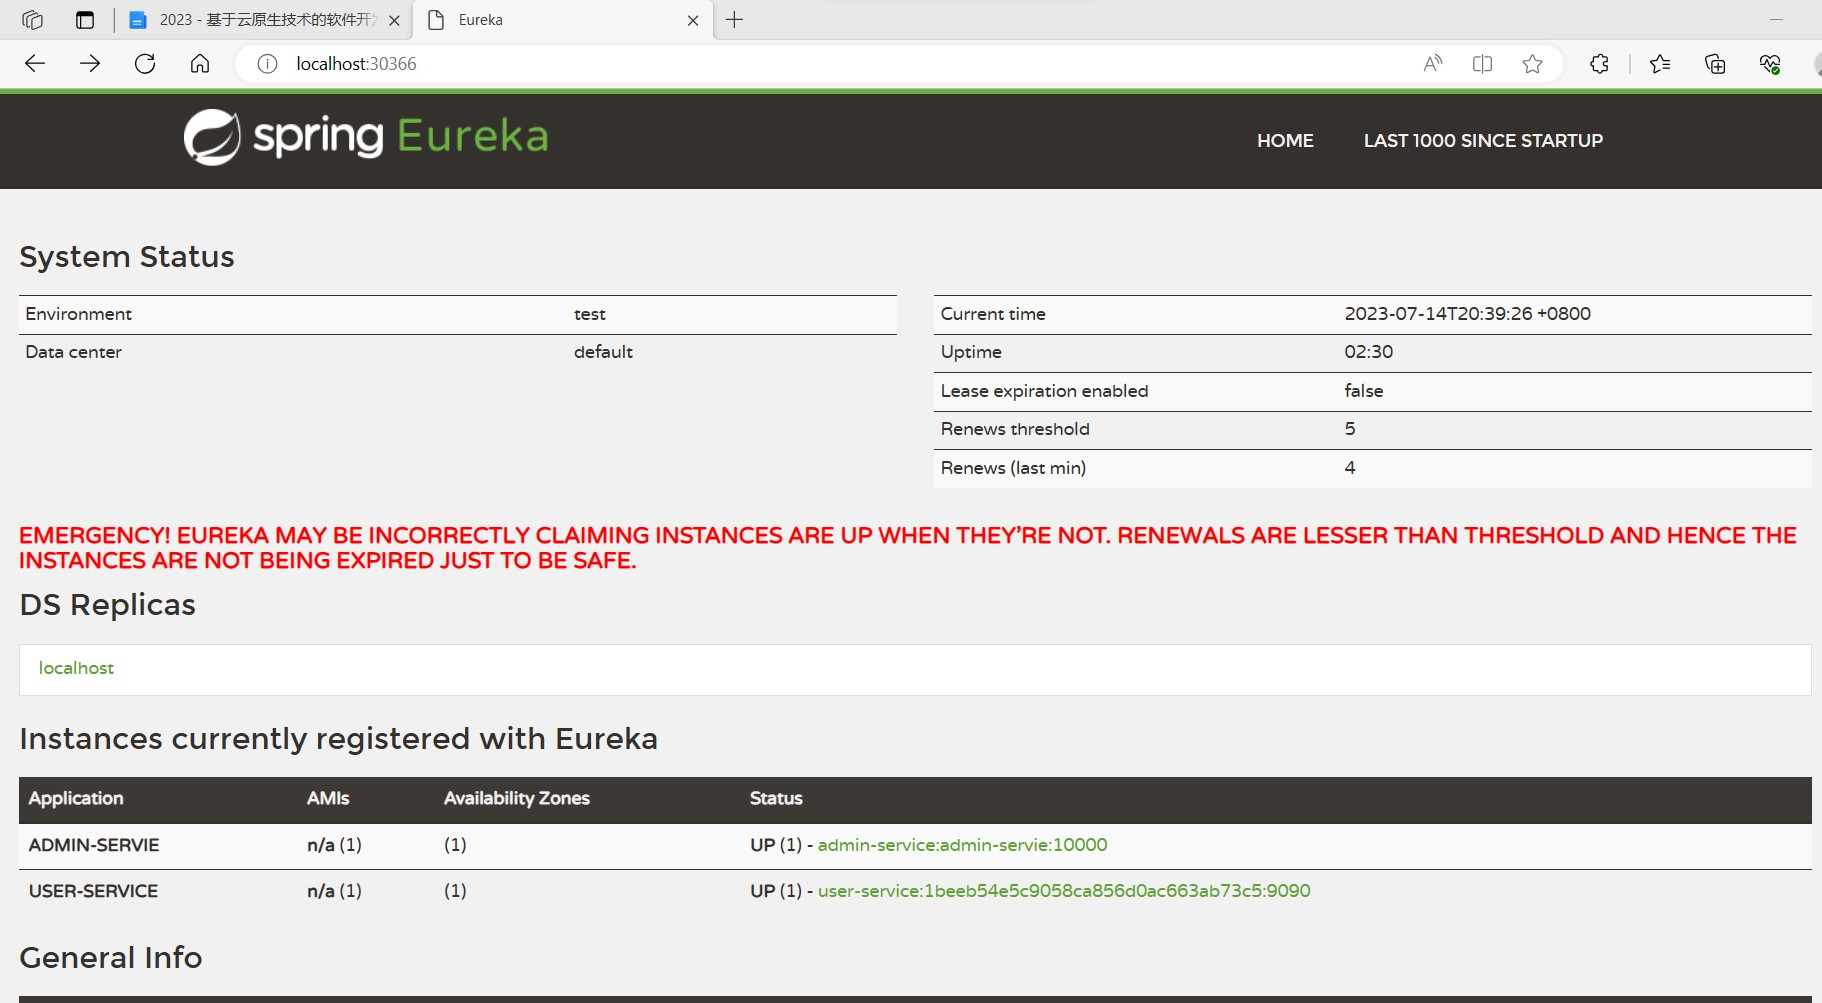 2023 - 基于云原生技术的软件开
Eureka
localhost:30366
spring Eureka
HOME
LAST 1000 SINCE STARTUP
System Status
Environment test
Data center default
Current time 2023-07-14T20:39:26 +0800
Uptime 02:30
Lease expiration enabled false
Renews threshold 5
Renews (last min) 4
EMERGENCY! EUREKA MAY BE INCORRECTLY CLAIMING INSTANCES ARE UP WHEN THEY'RE NOT. RENEWALS ARE LESSER THAN THRESHOLD AND HENCE THE
INSTANCES ARE NOT BEING EXPIRED JUST TO BE SAFE.
DS Replicas
localhost
Instances currently registered with Eureka
Application AMIs Availability Zones Status
ADMIN-SERVIE n/a (1) (1) UP (1) - admin-service:admin-servie:10000
USER-SERVICE n/a (1) (1) UP (1) - user-service:1beeb54e5c9058ca856d0ac663ab73c5:9090
General Info